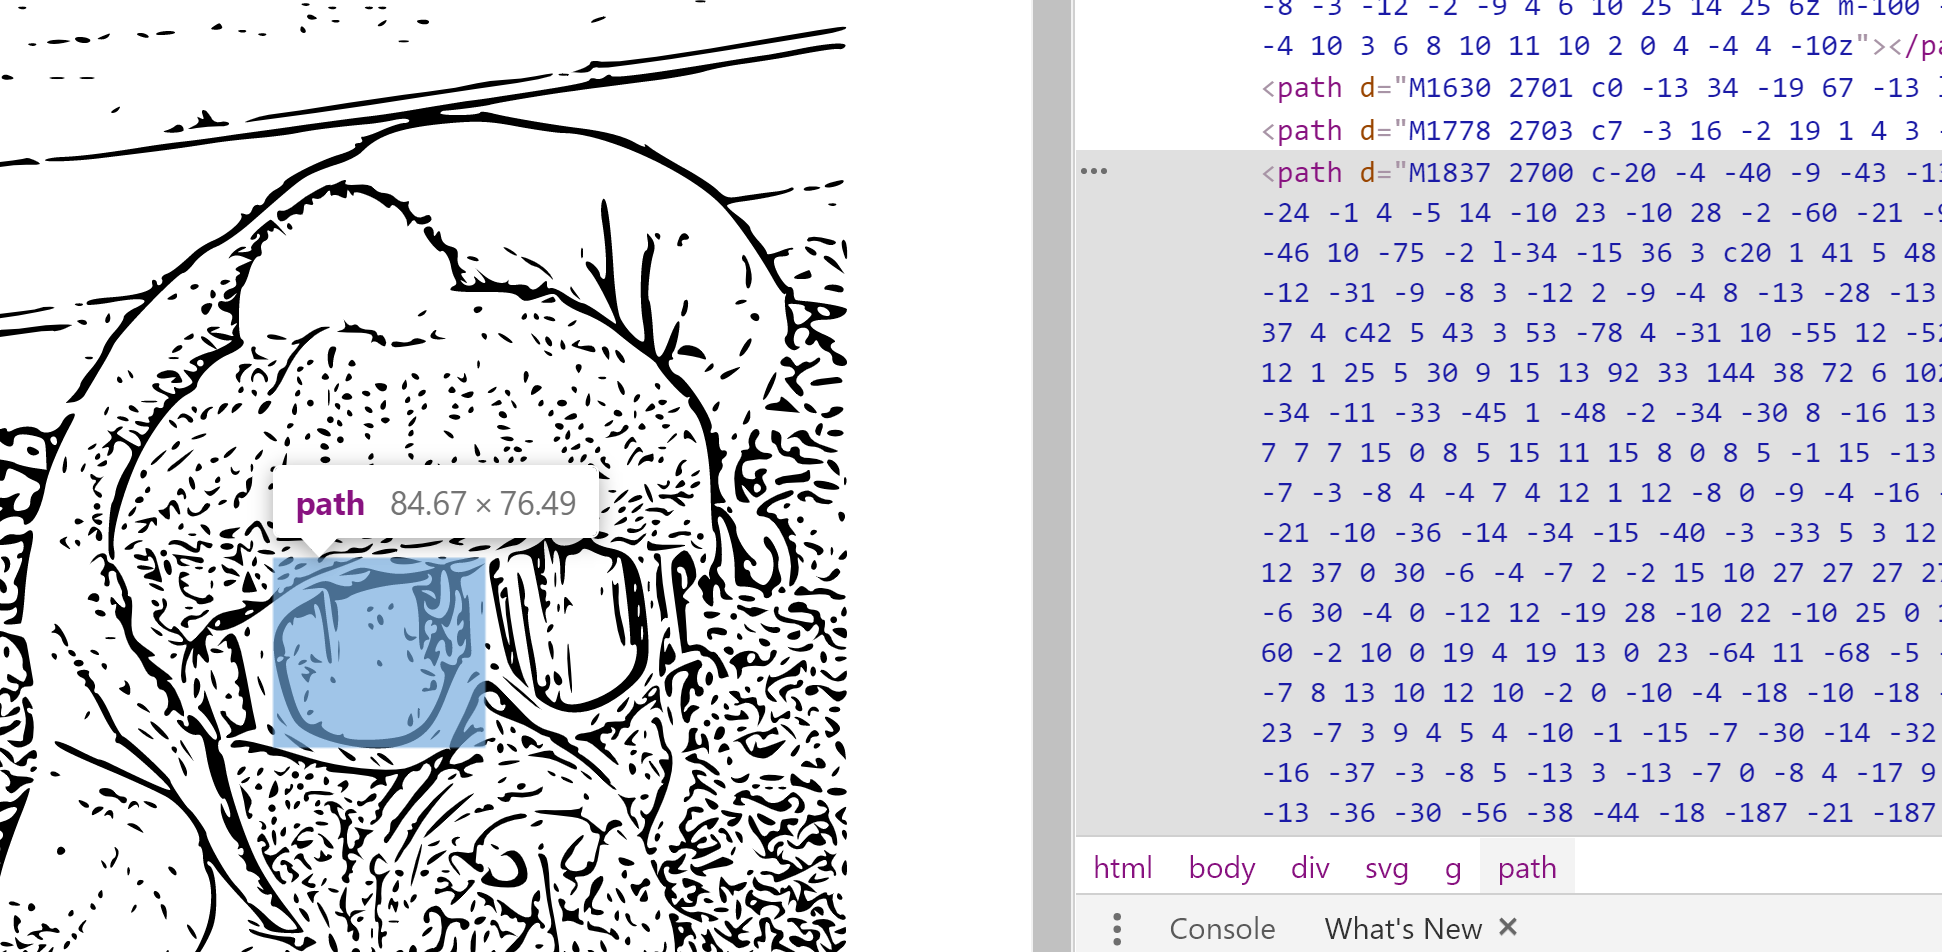 path 84.67 × 76.49
-8 -3 -12 -2 -9 4 6 10 25 14 25 6z m-100
-4 10 3 6 8 10 11 10 2 0 4 -4 4 -10z"></pa
<path d="M1630 2701 c0 -13 34 -19 67 -13
<path d="M1778 2703 c7 -3 16 -2 19 1 4 3 -
<path d="M1837 2700 c-20 -4 -40 -9 -43 -13
-24 -1 4 -5 14 -10 23 -10 28 -2 -60 -21 -9
-46 10 -75 -2 l-34 -15 36 3 c20 1 41 5 48
-12 -31 -9 -8 3 -12 2 -9 -4 8 -13 -28 -13
37 4 c42 5 43 3 53 -78 4 -31 10 -55 12 -52
12 1 25 5 30 9 15 13 92 33 144 38 72 6 102
-34 -11 -33 -45 1 -48 -2 -34 -30 8 -16 13
7 7 7 15 0 8 5 15 11 15 8 0 8 5 -1 15 -13
-7 -3 -8 4 -4 7 4 12 1 12 -8 0 -9 -4 -16 -
-21 -10 -36 -14 -34 -15 -40 -3 -33 5 3 12
12 37 0 30 -6 -4 -7 2 -2 15 10 27 27 27 27
-6 30 -4 0 -12 12 -19 28 -10 22 -10 25 0 1
60 -2 10 0 19 4 19 13 0 23 -64 11 -68 -5 -
-7 8 13 10 12 10 -2 0 -10 -4 -18 -10 -18 -
23 -7 3 9 4 5 4 -10 -1 -15 -7 -30 -14 -32
-16 -37 -3 -8 5 -13 3 -13 -7 0 -8 4 -17 9
-13 -36 -30 -56 -38 -44 -18 -187 -21 -187
html body div svg g path
Console What's New ×